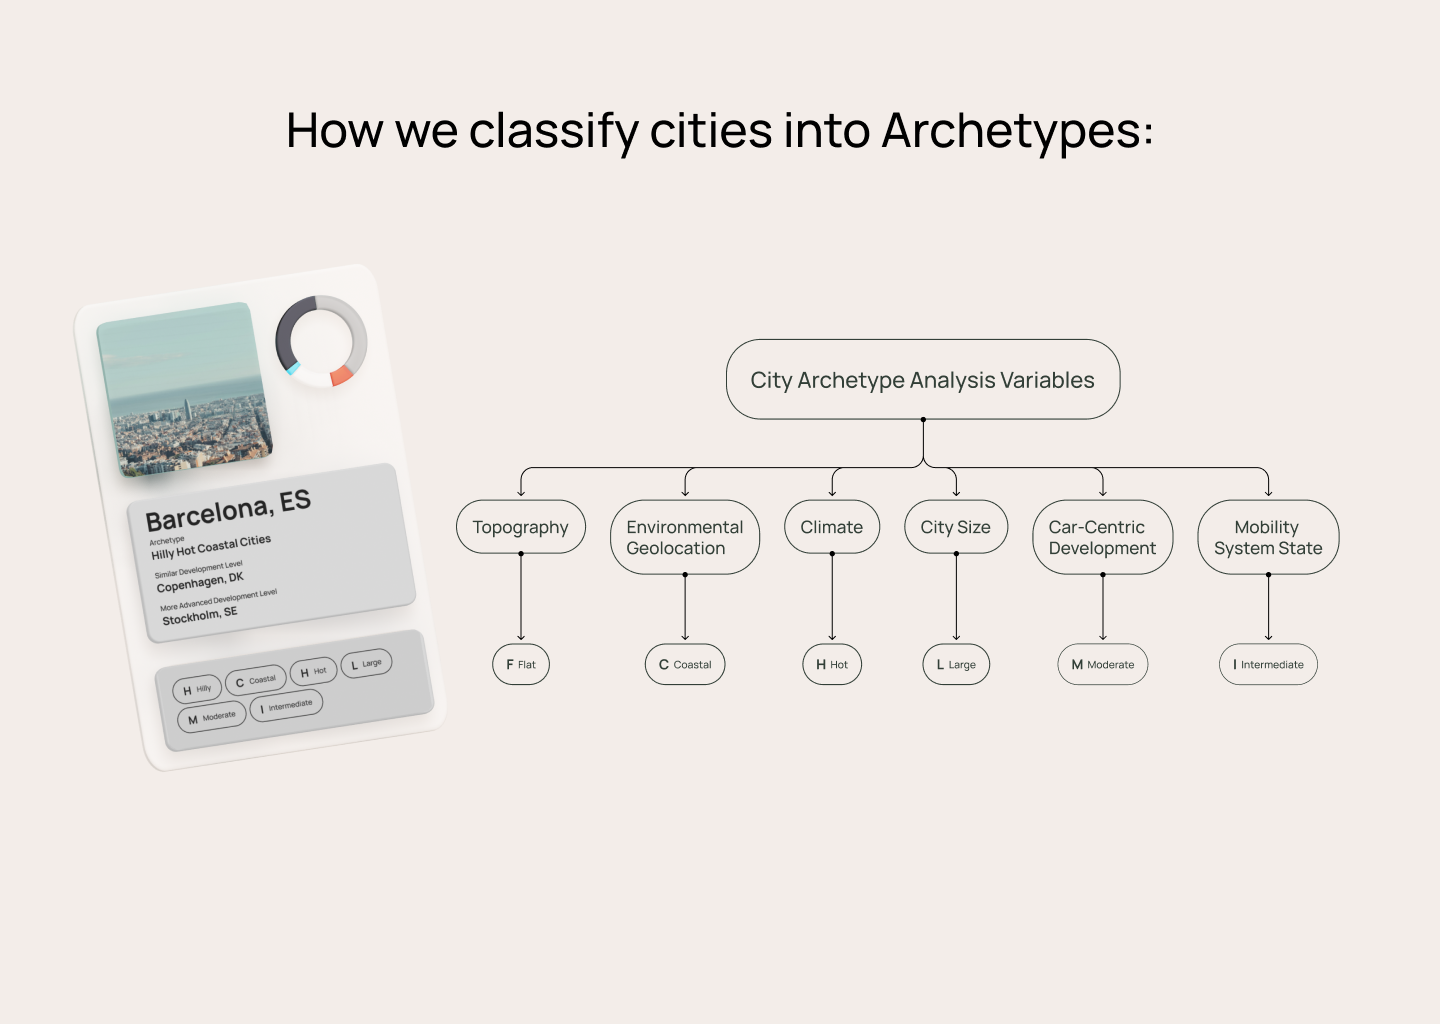 How we classify cities into Archetypes:
Barcelona, ES
Archetype
Hilly Hot Coastal Cities
Similar Development Level
Copenhagen, DK
More Advanced Development Level
Stockholm, SE
H Hilly
C Coastal
H Hot
L Large
M Moderate
I Intermediate
City Archetype Analysis Variables
Topography
Environmental
Geolocation
Climate
City Size
Car-Centric
Development
Mobility
System State
F Flat
C Coastal
H Hot
L Large
M Moderate
I Intermediate